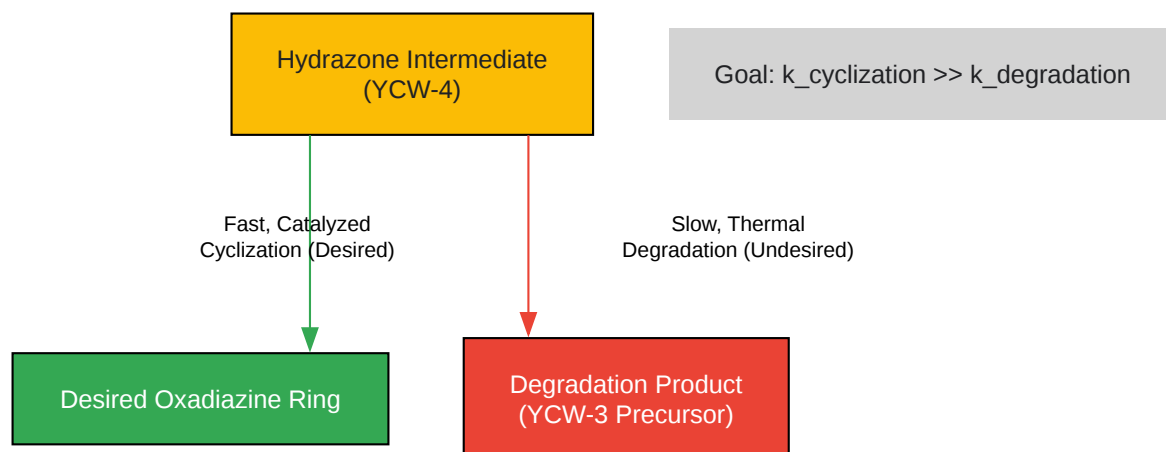 Hydrazone Intermediate
(YCW-4)
Goal: k_cyclization >> k_degradation
Fast, Catalyzed
Cyclization (Desired)
Slow, Thermal
Degradation (Undesired)
Desired Oxadiazine Ring
Degradation Product
(YCW-3 Precursor)